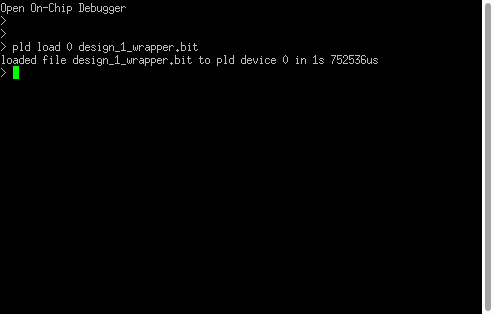 Open On-Chip Debugger
>
>
> pld load 0 design_1_wrapper.bit
loaded file design_1_wrapper.bit to pld device 0 in 1s 752536us
>